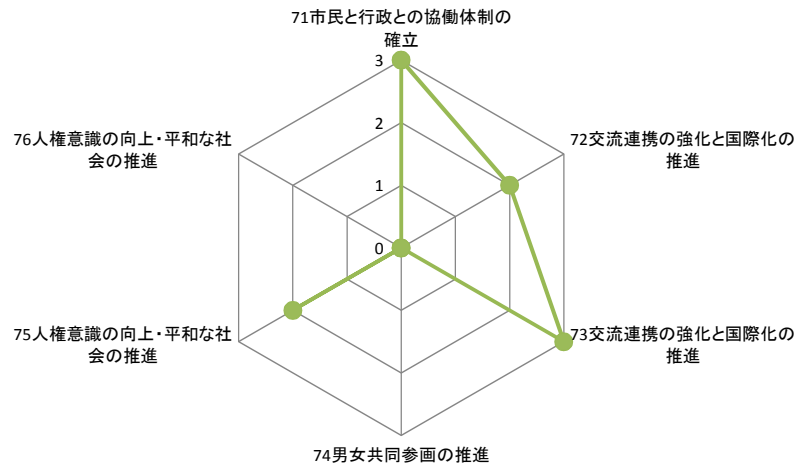 71市民と行政との協働体制の
確立
3
76人権意識の向上・平和な社
会の推進
2
72交流連携の強化と国際化の
推進
1
0
75人権意識の向上・平和な社
会の推進
73交流連携の強化と国際化の
推進
74男女共同参画の推進